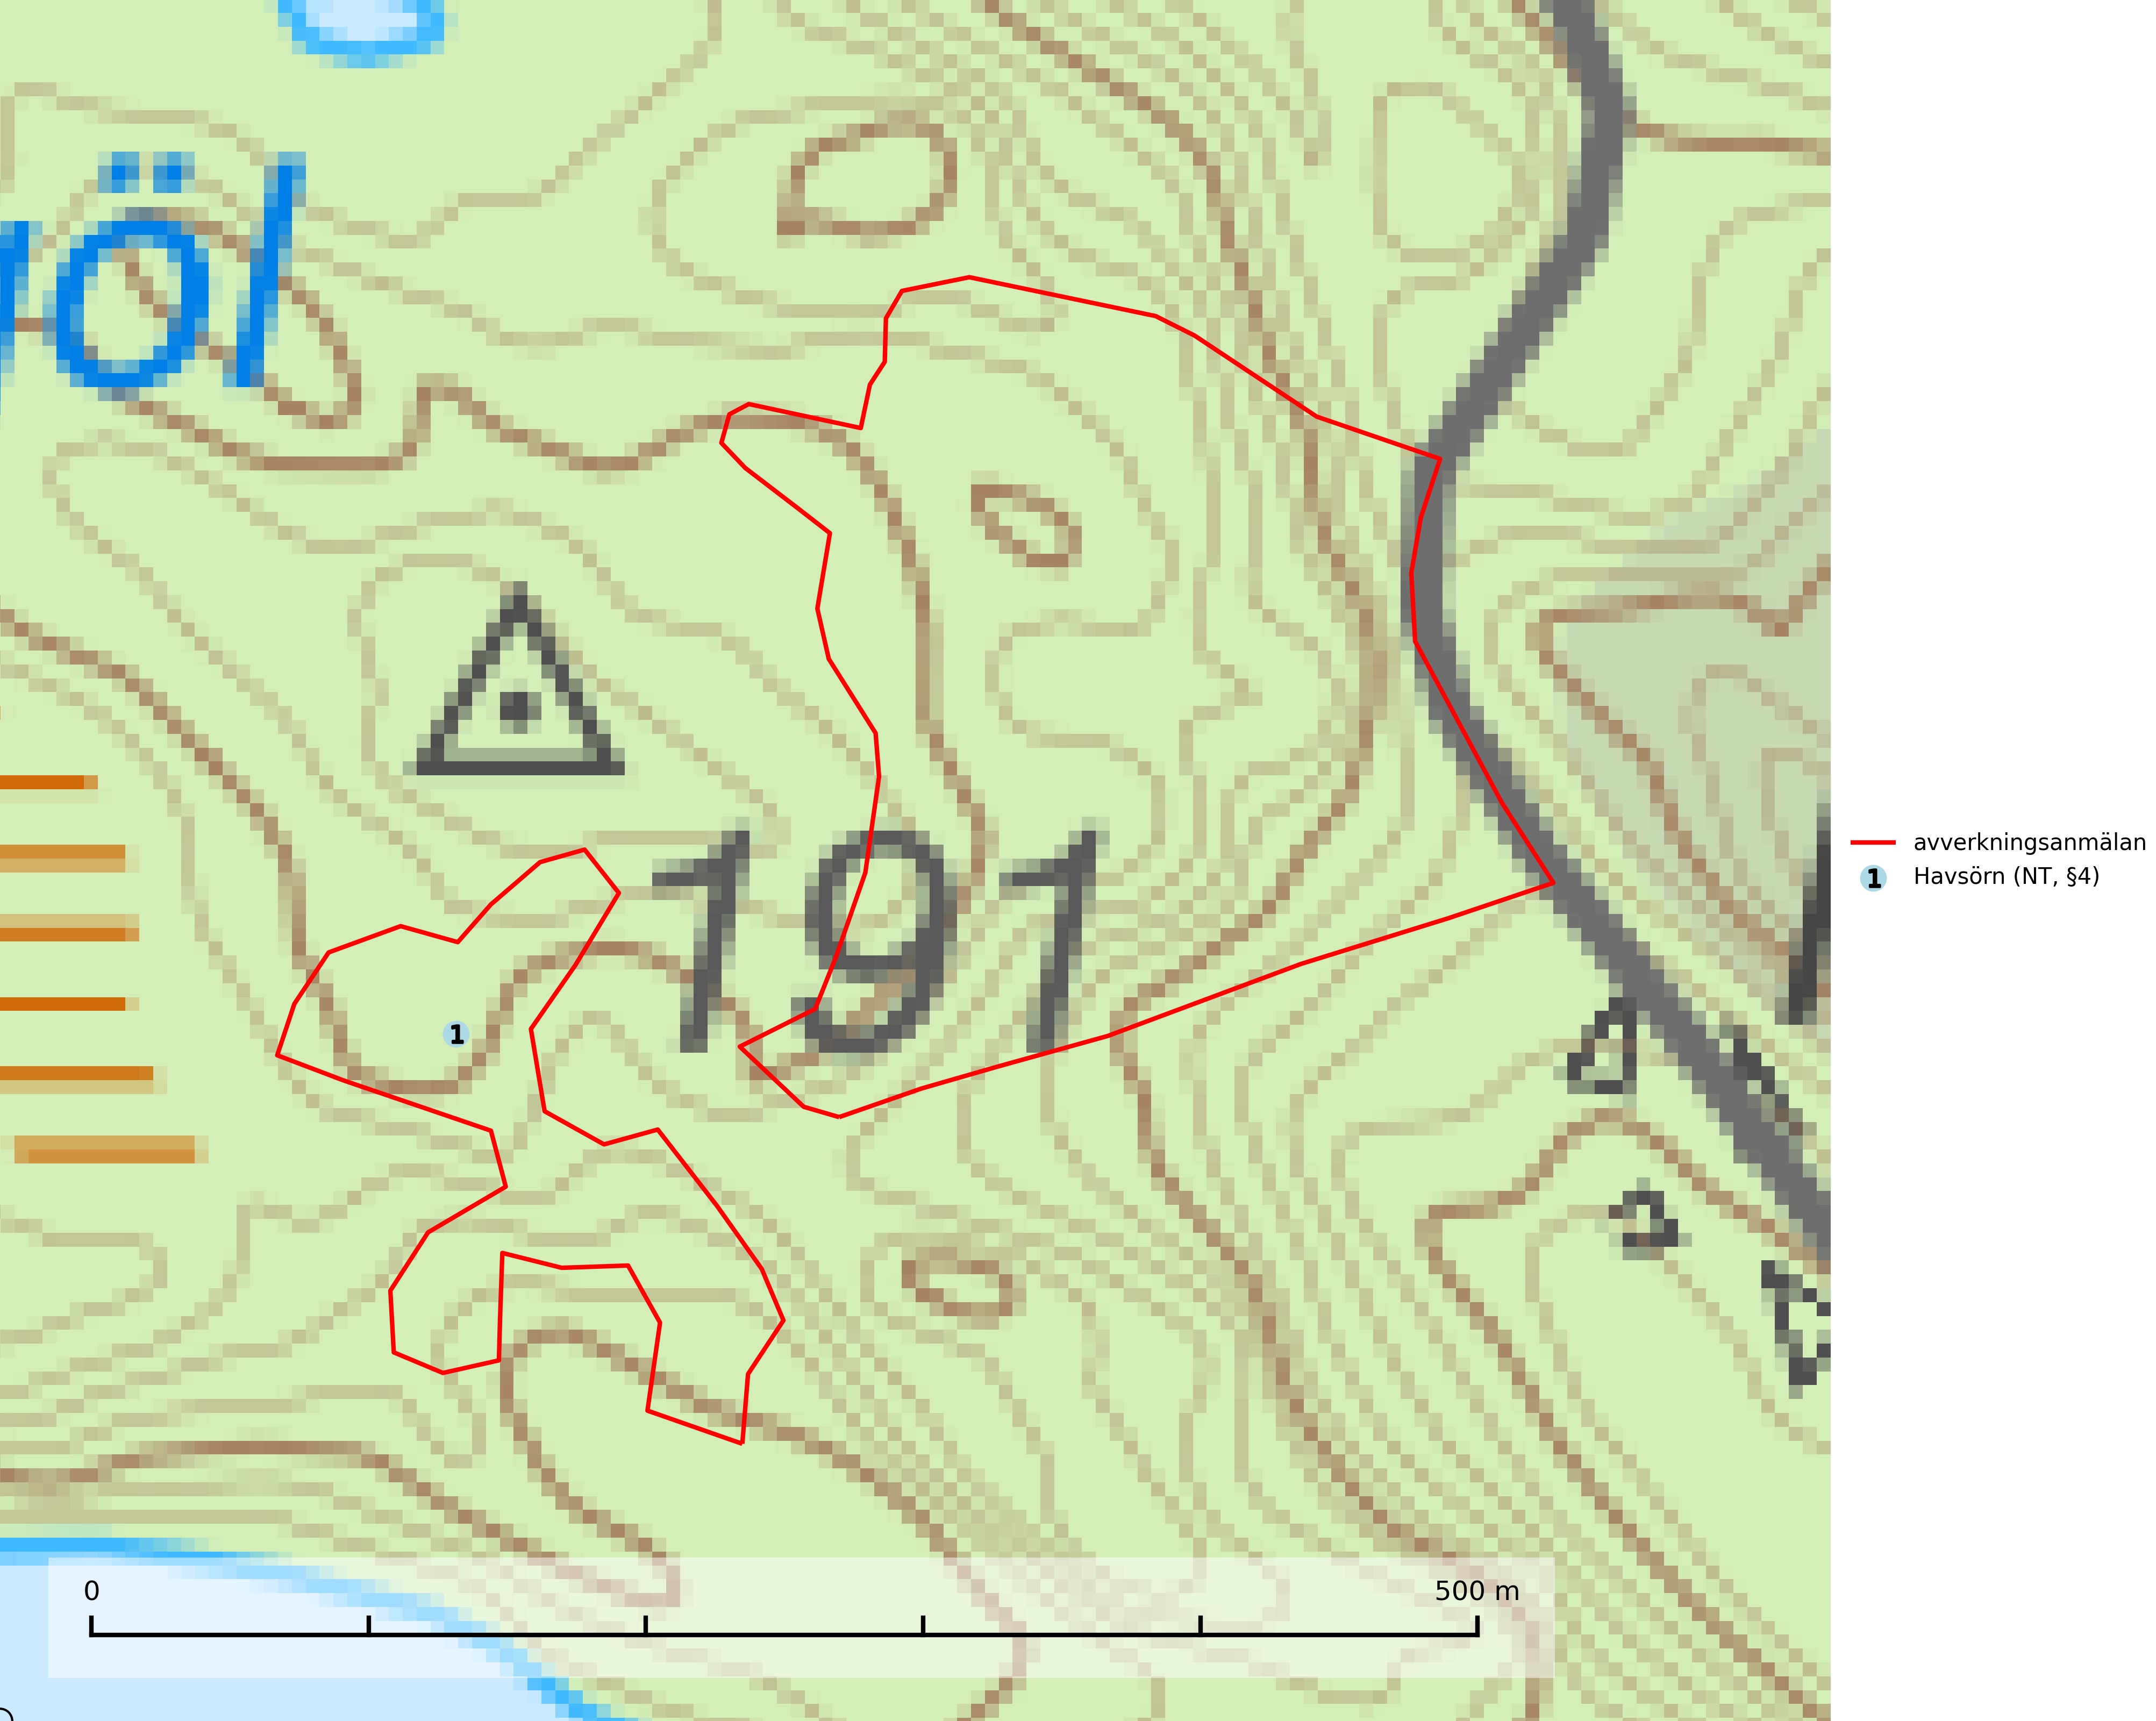 öl
191
avverkningsanmälan
1 Havsörn (NT, §4)
1
0 500 m